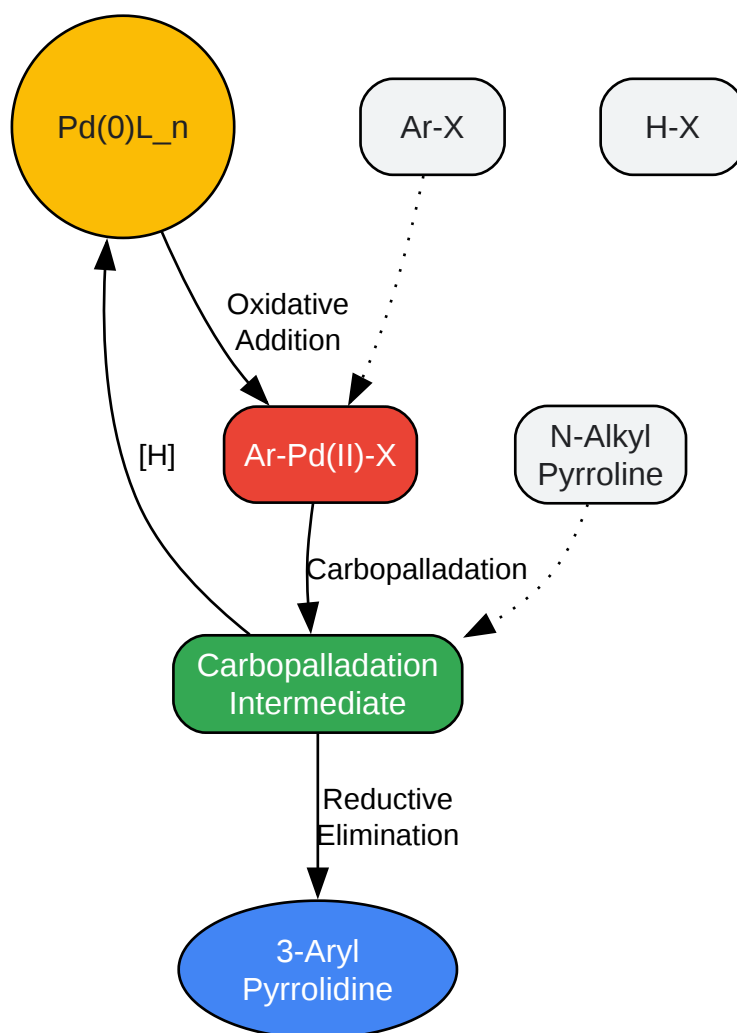 Pd(0)L_n
Ar-X
H-X
Oxidative
Addition
[H]
Ar-Pd(II)-X
N-Alkyl
Pyrroline
Carbopalladation
Carbopalladation
Intermediate
Reductive
Elimination
3-Aryl
Pyrrolidine